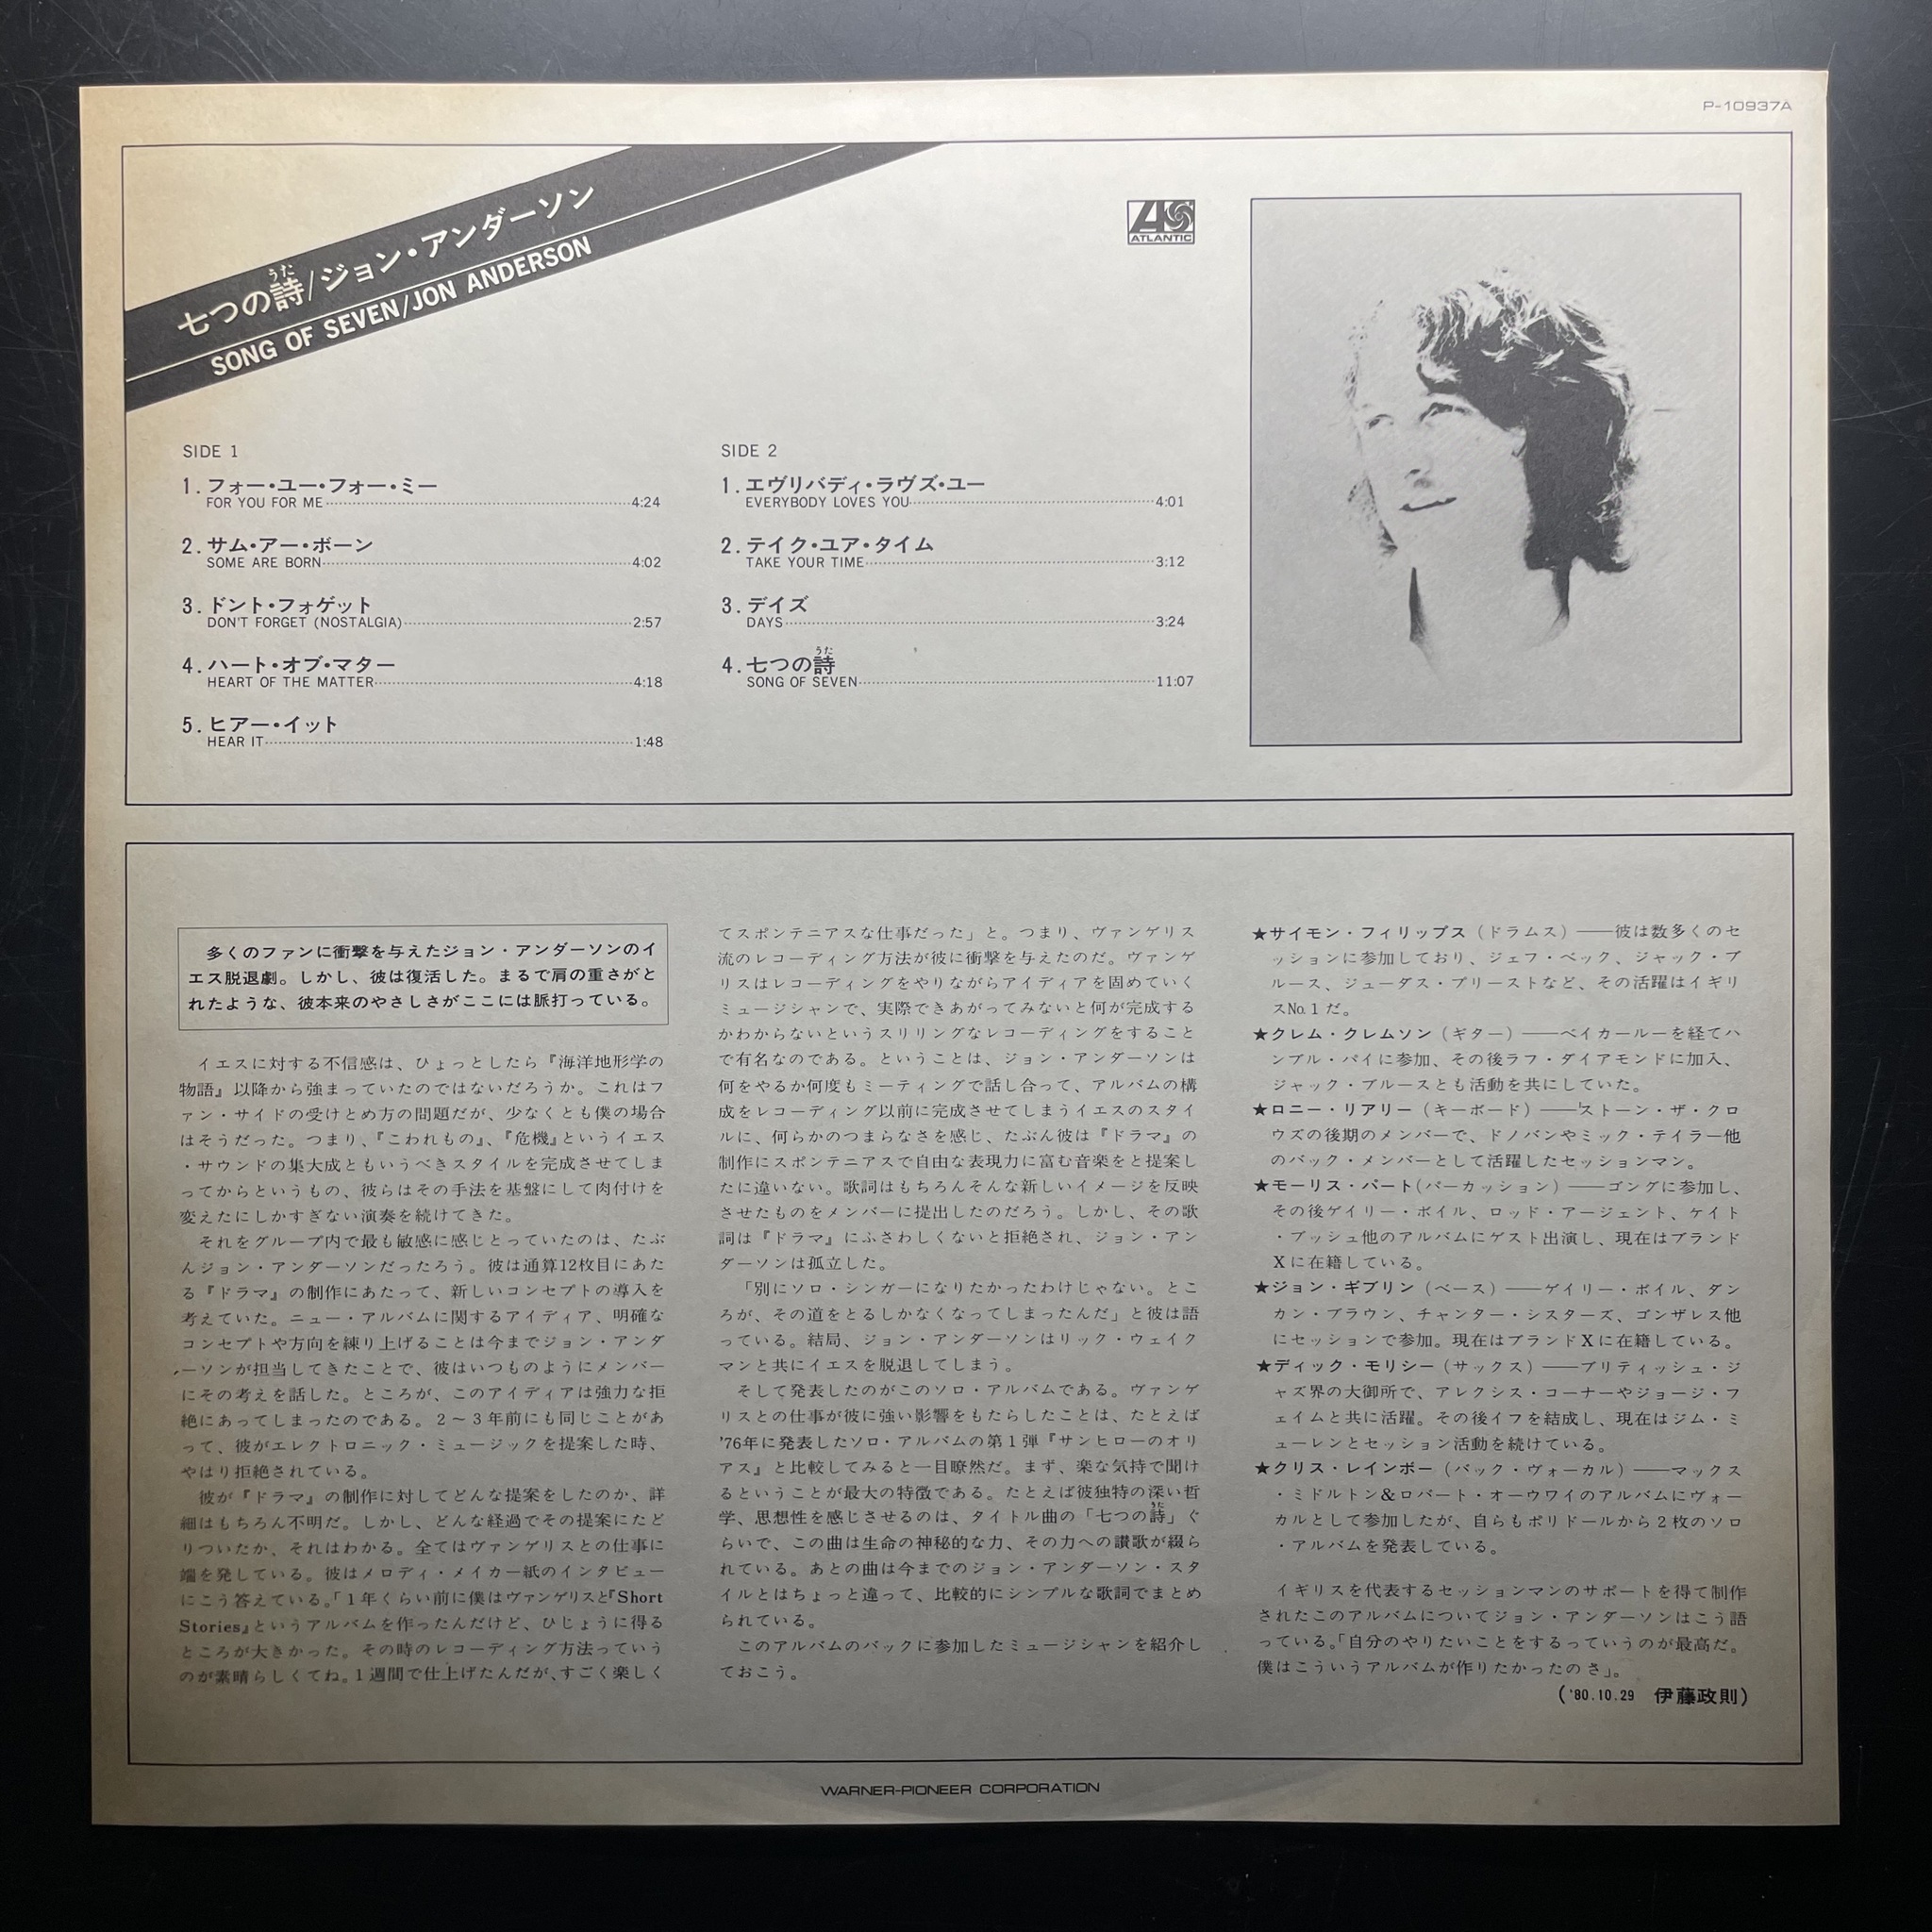 P-10937A
七つの詩/ジョン・アンダーソン
うた
SONG OF SEVEN/JON ANDERSON
ATLANTIC
SIDE 1
1.フォー・ユー・フォー・ミー
FOR YOU FOR ME 4:24
2.サム・アー・ボーン
SOME ARE BORN 4:02
3.ドント・フォゲット
DON'T FORGET (NOSTALGIA) 2:57
4.ハート・オブ・マター
HEART OF THE MATTER 4:18
5.ヒアー・イット
HEAR IT 1:48
SIDE 2
1.エヴリバディ・ラヴズ・ユー
EVERYBODY LOVES YOU 4:01
2.テイク・ユア・タイム
TAKE YOUR TIME 3:12
3.デイズ
DAYS 3:24
うた
4.七つの詩
SONG OF SEVEN 11:07
多くのファンに衝撃を与えたジョン・アンダーソンのイ
エス脱退劇。しかし、彼は復活した。まるで肩の重さがと
れたような、彼本来のやさしさがここには脈打っている。
イエスに対する不信感は、ひょっとしたら『海洋地形学の
物語』以降から強まっていたのではないだろうか。これはフ
ァン・サイドの受けとめ方の問題だが、少なくとも僕の場合
はそうだった。つまり、『こわれもの』、『危機』というイエス
・サウンドの集大成ともいうべきスタイルを完成させてしま
ってからというもの、彼らはその手法を基盤にして肉付けを
変えたにしかすぎない演奏を続けてきた。
それをグループ内で最も敏感に感じとっていたのは、たぶ
んジョン・アンダーソンだったろう。彼は通算12枚目にあた
る『ドラマ』の制作にあたって、新しいコンセプトの導入を
考えていた。ニュー・アルバムに関するアイディア、明確な
コンセプトや方向を練り上げることは今までジョン・アンダ
ーソンが担当してきたことで、彼はいつものようにメンバー
にその考えを話した。ところが、このアイディアは強力な拒
絶にあってしまったのである。2～3年前にも同じことがあ
って、彼がエレクトロニック・ミュージックを提案した時、
やはり拒絶されている。
彼が『ドラマ』の制作に対してどんな提案をしたのか、詳
細はもちろん不明だ。しかし、どんな経過でその提案にたど
りついたか、それはわかる。全てはヴァンゲリスとの仕事に
端を発している。彼はメロディ・メイカー紙のインタビュー
にこう答えている。「1年くらい前に僕はヴァンゲリスと『Short
Stories』というアルバムを作ったんだけど、ひじょうに得る
ところが大きかった。その時のレコーディング方法っていう
のが素晴らしくてね。1週間で仕上げたんだが、すごく楽しく
てスポンテニアスな仕事だった」と。つまり、ヴァンゲリス
流のレコーディング方法が彼に衝撃を与えたのだ。ヴァンゲ
リスはレコーディングをやりながらアイディアを固めていく
ミュージシャンで、実際できあがってみないと何が完成する
かわからないというスリリングなレコーディングをすること
で有名なのである。ということは、ジョン・アンダーソンは
何をやるか何度もミーティングで話し合って、アルバムの構
成をレコーディング以前に完成させてしまうイエスのスタイ
ルに、何らかのつまらなさを感じ、たぶん彼は『ドラマ』の
制作にスポンテニアスで自由な表現力に富む音楽をと提案し
たに違いない。歌詞はもちろんそんな新しいイメージを反映
させたものをメンバーに提出したのだろう。しかし、その歌
詞は『ドラマ』にふさわしくないと拒絶され、ジョン・アン
ダーソンは孤立した。
「別にソロ・シンガーになりたかったわけじゃない。とこ
ろが、その道をとるしかなくなってしまったんだ」と彼は語
っている。結局、ジョン・アンダーソンはリック・ウェイク
マンと共にイエスを脱退してしまう。
そして発表したのがこのソロ・アルバムである。ヴァンゲ
リスとの仕事が彼に強い影響をもたらしたことは、たとえば
'76年に発表したソロ・アルバムの第1弾『サンヒローのオリ
アス』と比較してみると一目瞭然だ。まず、楽な気持で聞け
るということが最大の特徴である。たとえば彼独特の深い哲
うた
学、思想性を感じさせるのは、タイトル曲の「七つの詩」ぐ
らいで、この曲は生命の神秘的な力、その力への讃歌が綴ら
れている。あとの曲は今までのジョン・アンダーソン・スタ
イルとはちょっと違って、比較的にシンプルな歌詞でまとめ
られている。
このアルバムのバックに参加したミュージシャンを紹介し
ておこう。
★サイモン・フィリップス（ドラムス）――彼は数多くのセ
ッションに参加しており、ジェフ・ベック、ジャック・ブ
ルース、ジューダス・プリーストなど、その活躍はイギリ
スNo.1だ。
★クレム・クレムソン（ギター）――ベイカールーを経てハ
ンブル・パイに参加、その後ラフ・ダイアモンドに加入、
ジャック・ブルースとも活動を共にしていた。
★ロニー・リアリー（キーボード）――ストーン・ザ・クロ
ウズの後期のメンバーで、ドノバンやミック・テイラー他
のバック・メンバーとして活躍したセッションマン。
★モーリス・パート（パーカッション）――ゴングに参加し、
その後ゲイリー・ボイル、ロッド・アージェント、ケイト
・ブッシュ他のアルバムにゲスト出演し、現在はブランド
Xに在籍している。
★ジョン・ギブリン（ベース）――ゲイリー・ボイル、ダン
カン・ブラウン、チャンター・シスターズ、ゴンザレス他
にセッションで参加。現在はブランドXに在籍している。
★ディック・モリシー（サックス）――ブリティッシュ・ジ
ャズ界の大御所で、アレクシス・コーナーやジョージ・フ
ェイムと共に活躍。その後イフを結成し、現在はジム・ミ
ューレンとセッション活動を続けている。
★クリス・レインボー（バック・ヴォーカル）――マックス
・ミドルトン&ロバート・オーウワイのアルバムにヴォー
カルとして参加したが、自らもポリドールから2枚のソロ
・アルバムを発表している。
イギリスを代表するセッションマンのサポートを得て制作
されたこのアルバムについてジョン・アンダーソンはこう語
っている。「自分のやりたいことをするっていうのが最高だ。
僕はこういうアルバムが作りたかったのさ」。
('80.10.29 伊藤政則)
WARNER-PIONEER CORPORATION